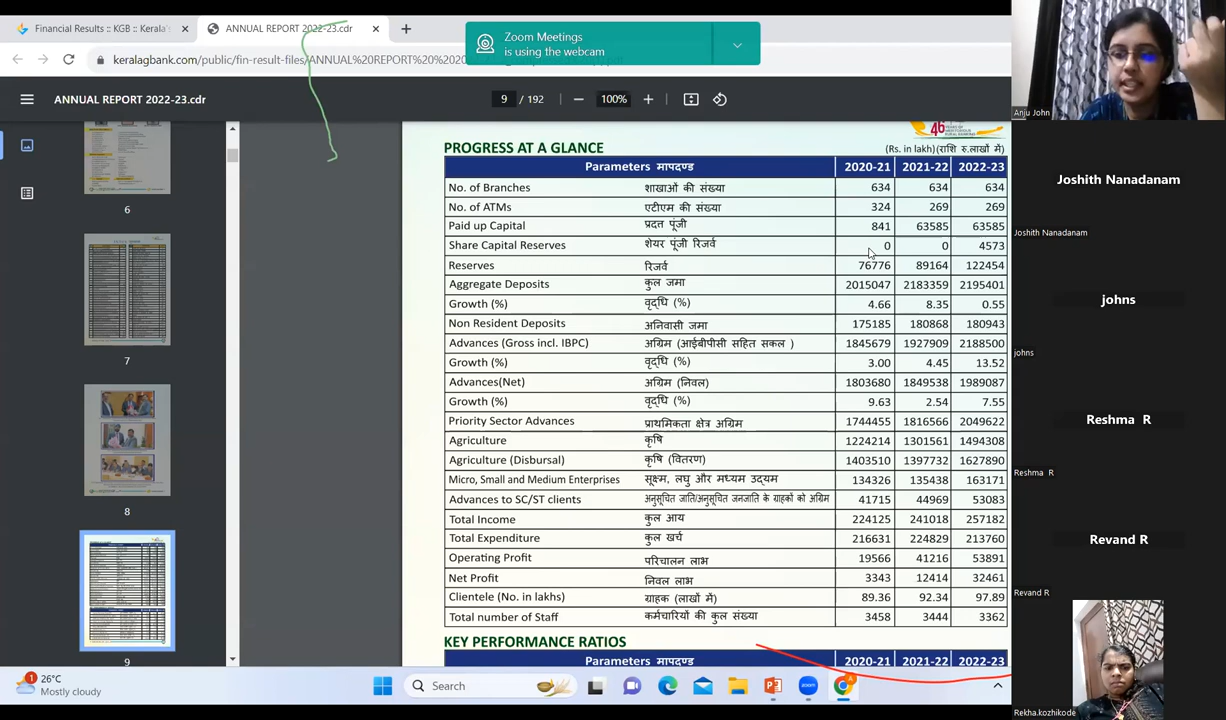 Financial Results :: KGB :: Kerala's
ANNUAL REPORT 2022-23.cdr
Zoom Meetings
is using the webcam
keralagbank.com/public/fin-result-files/ANNUAL%20REPORT%20%20
ANNUAL REPORT 2022-23.cdr
9 / 192
100%
6
7
8
9
46
PROGRESS AT A GLANCE
(Rs. in lakh)(राशि रु.लाखों में)
Parameters मापदण्ड 2020-21 2021-22 2022-23
No. of Branches शाखाओं की संख्या 634 634 634
No. of ATMs एटीएम की संख्या 324 269 269
Paid up Capital प्रदत्त पूंजी 841 63585 63585
Share Capital Reserves शेयर पूंजी रिजर्व 0 0 4573
Reserves रिजर्व 76776 89164 122454
Aggregate Deposits कुल जमा 2015047 2183359 2195401
Growth (%) वृद्धि (%) 4.66 8.35 0.55
Non Resident Deposits अनिवासी जमा 175185 180868 180943
Advances (Gross incl. IBPC) अग्रिम (आईबीपीसी सहित सकल ) 1845679 1927909 2188500
Growth (%) वृद्धि (%) 3.00 4.45 13.52
Advances(Net) अग्रिम (निवल) 1803680 1849538 1989087
Growth (%) वृद्धि (%) 9.63 2.54 7.55
Priority Sector Advances प्राथमिकता क्षेत्र अग्रिम 1744455 1816566 2049622
Agriculture कृषि 1224214 1301561 1494308
Agriculture (Disbursal) कृषि (वितरण) 1403510 1397732 1627890
Micro, Small and Medium Enterprises सूक्ष्म, लघु और मध्यम उद्यम 134326 135438 163171
Advances to SC/ST clients अनुसूचित जाति/अनुसूचित जनजाति के ग्राहकों को अग्रिम 41715 44969 53083
Total Income कुल आय 224125 241018 257182
Total Expenditure कुल खर्च 216631 224829 213760
Operating Profit परिचालन लाभ 19566 41216 53891
Net Profit निवल लाभ 3343 12414 32461
Clientele (No. in lakhs) ग्राहक (लाखों में) 89.36 92.34 97.89
Total number of Staff कर्मचारियों की कुल संख्या 3458 3444 3362
KEY PERFORMANCE RATIOS
Parameters मापदण्ड 2020-21 2021-22 2022-23
26°C
Mostly cloudy
Search
Anju John
Joshith Nanadanam
Joshith Nanadanam
johns
johns
Reshma R
Reshma R
Revand R
Revand R
Rekha.kozhikode